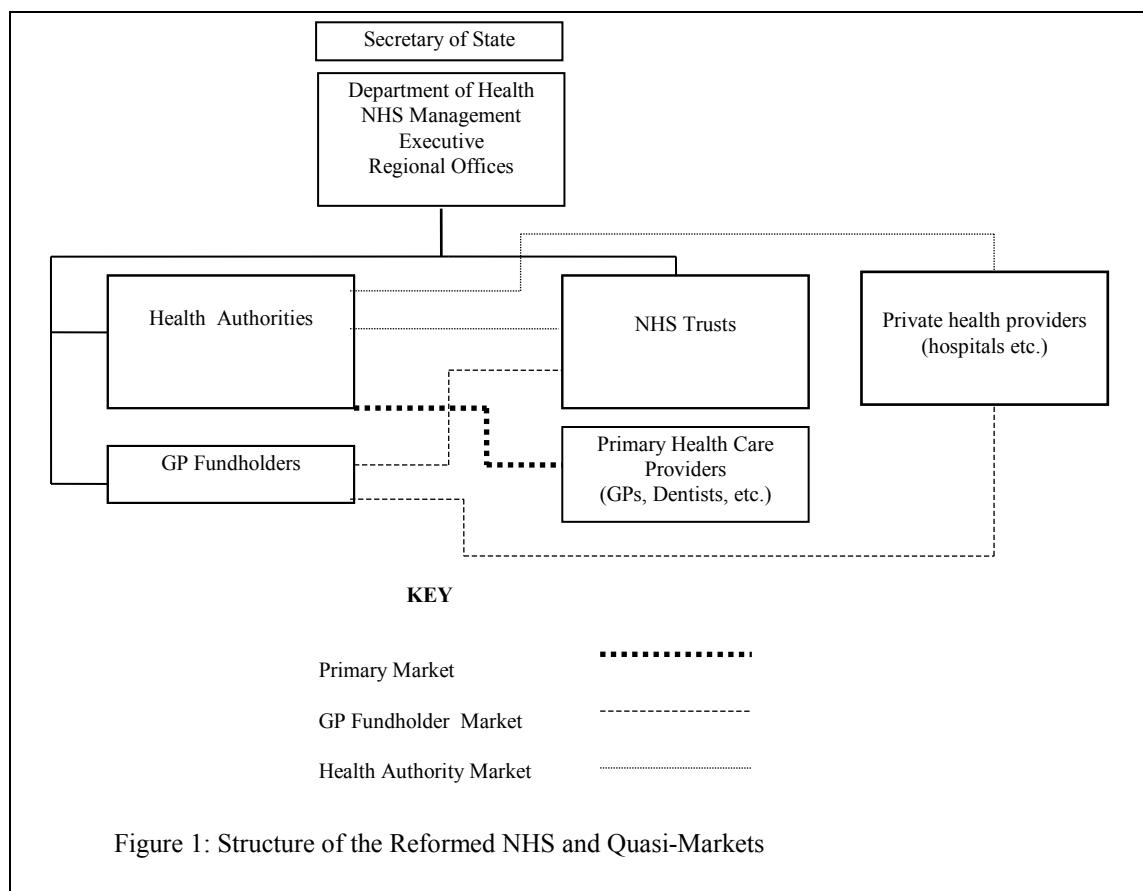 Secretary of State
Department of Health
NHS Management
Executive
Regional Offices
Health Authorities
NHS Trusts
Private health providers
(hospitals etc.)
GP Fundholders
Primary Health Care
Providers
(GPs, Dentists, etc.)
KEY
Primary Market
GP Fundholder Market
Health Authority Market
Figure 1: Structure of the Reformed NHS and Quasi-Markets